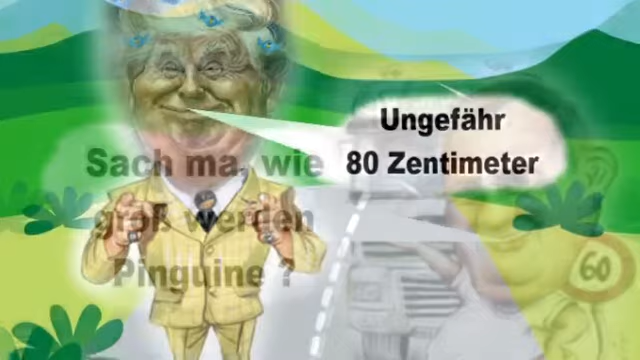 Ungefähr
80 Zentimeter
Sach ma, wie
groß werden
Pinguine ?
60